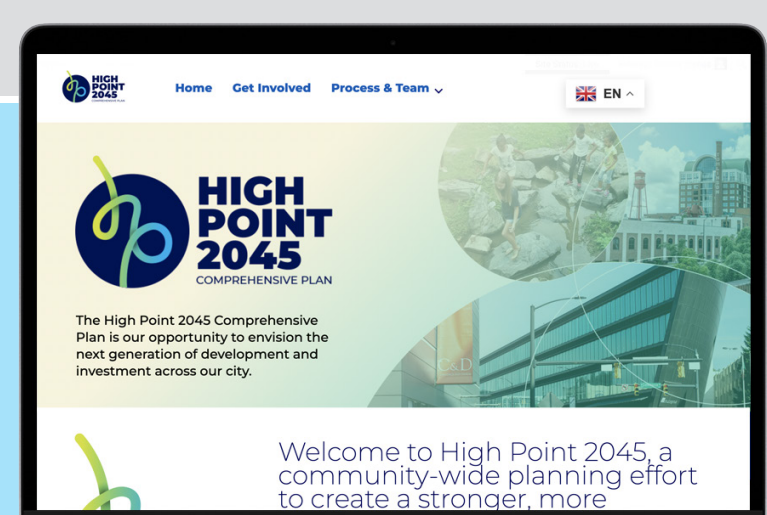 HIGH
POINT
2045
COMPREHENSIVE PLAN
Home Get Involved Process & Team
EN
HIGH
POINT
2045
COMPREHENSIVE PLAN
The High Point 2045 Comprehensive
Plan is our opportunity to envision the
next generation of development and
investment across our city.
C&D
Welcome to High Point 2045, a
community-wide planning effort
to create a stronger, more